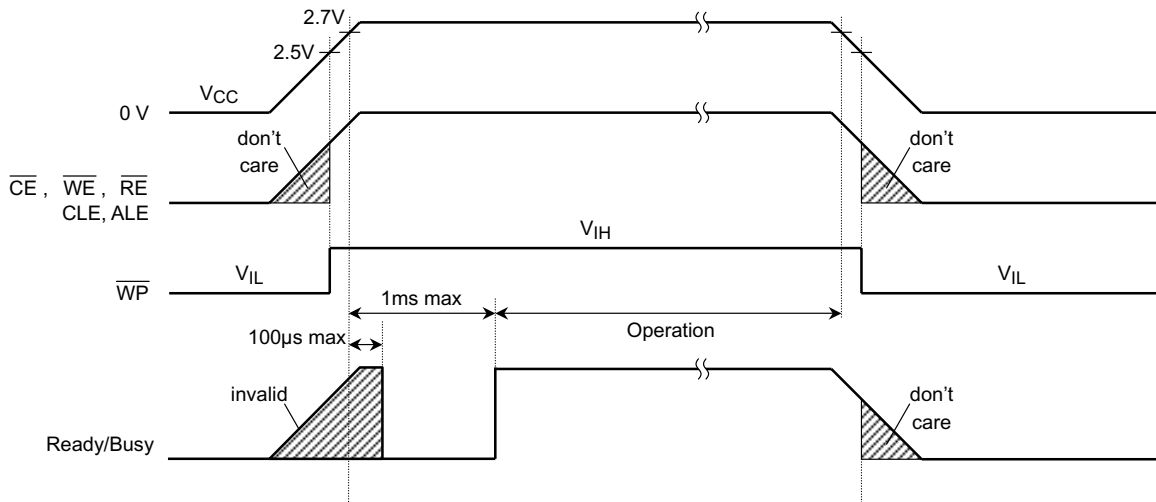 2.7V
2.5V
VCC
0 V
don't
care
don't
care
CE , WE , RE
CLE, ALE
VIH
VIL
VIL
WP
1ms max
Operation
100µs max
invalid
don't
care
Ready/Busy